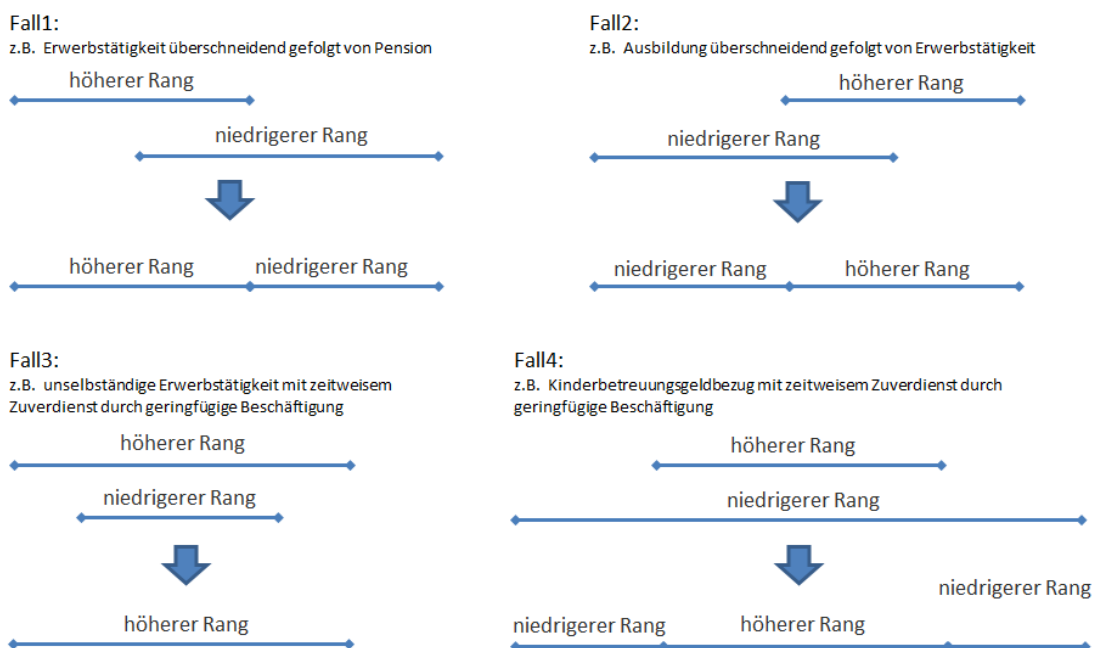 Fall1:
z.B. Erwerbstätigkeit überschneidend gefolgt von Pension
höherer Rang
niedrigerer Rang
höherer Rang niedrigerer Rang
Fall2:
z.B. Ausbildung überschneidend gefolgt von Erwerbstätigkeit
höherer Rang
niedrigerer Rang
niedrigerer Rang höherer Rang
Fall3:
z.B. unselbständige Erwerbstätigkeit mit zeitweisem
Zuverdienst durch geringfügige Beschäftigung
höherer Rang
niedrigerer Rang
höherer Rang
Fall4:
z.B. Kinderbetreuungsgeldbezug mit zeitweisem Zuverdienst durch
geringfügige Beschäftigung
höherer Rang
niedrigerer Rang
niedrigerer Rang
niedrigerer Rang höherer Rang